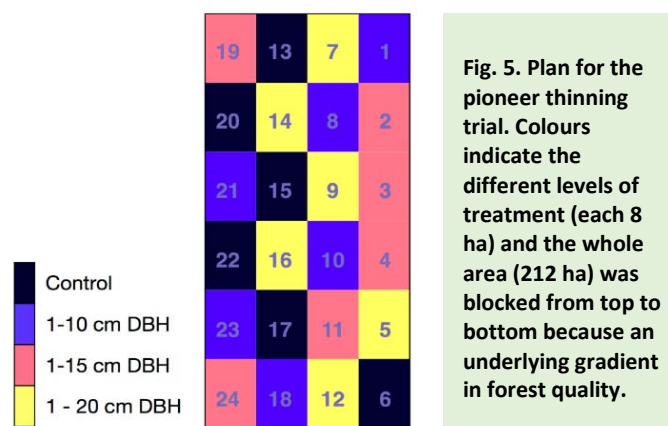 19 13 7 1
20 14 8 2
21 15 9 3
22 16 10 4
23 17 11 5
24 18 12 6
Control
1-10 cm DBH
1-15 cm DBH
1 - 20 cm DBH
Fig. 5. Plan for the
pioneer thinning
trial. Colours
indicate the
different levels of
treatment (each 8
ha) and the whole
area (212 ha) was
blocked from top to
bottom because an
underlying gradient
in forest quality.